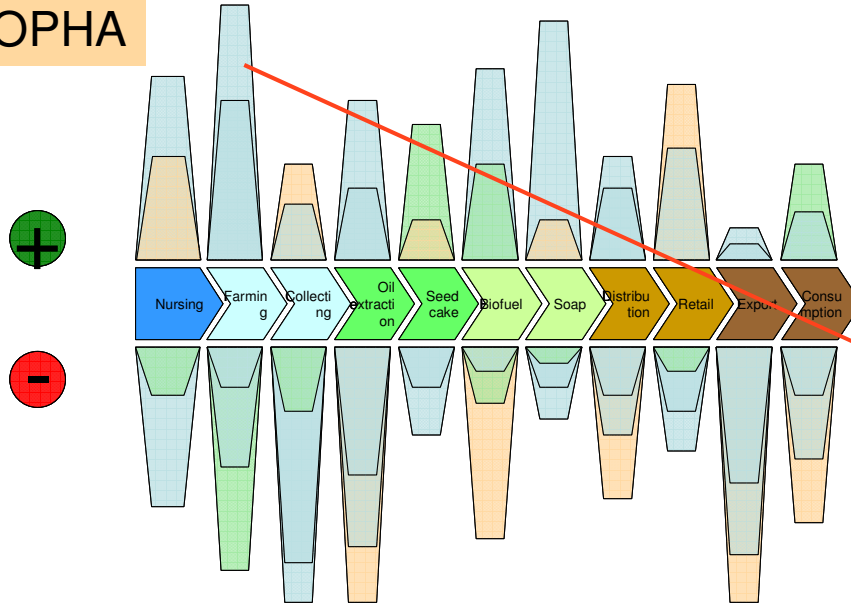 OPHA
+
Nursing
Farmin
g
Collecti
ng
Oil
extracti
on
Seed
cake
Biofuel
Soap
Distribu
tion
Retail
Export
Consu
mption
-